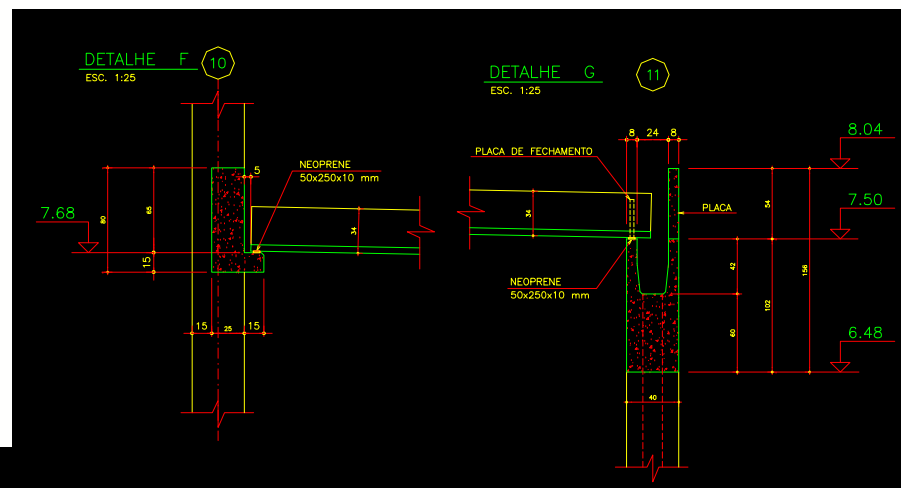 DETALHE F 10
ESC. 1:25
DETALHE G 11
ESC. 1:25
8 24 8
8.04
PLACA DE FECHAMENTO
5
NEOPRENE
50x250x10 mm
7.68
80
65
15
34
15 25 15
34
PLACA
54
7.50
42
156
NEOPRENE
50x250x10 mm
102
60
6.48
40